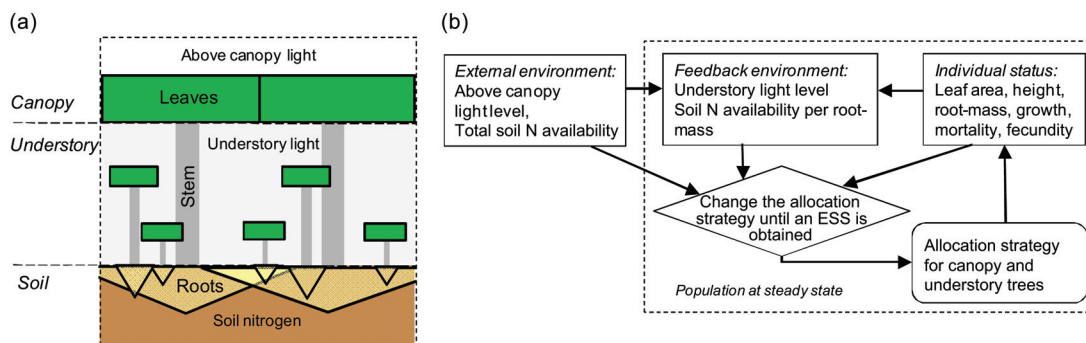 (a)
Above canopy light
Leaves
Canopy
Understory
Understory light
Stem
Soil
Roots
Soil nitrogen
(b)
External environment:
Above canopy
light level,
Total soil N availability
Feedback environment:
Understory light level
Soil N availability per root-
mass
Individual status:
Leaf area, height,
root-mass, growth,
mortality, fecundity
Change the allocation
strategy until an ESS is
obtained
Allocation strategy
for canopy and
understory trees
Population at steady state